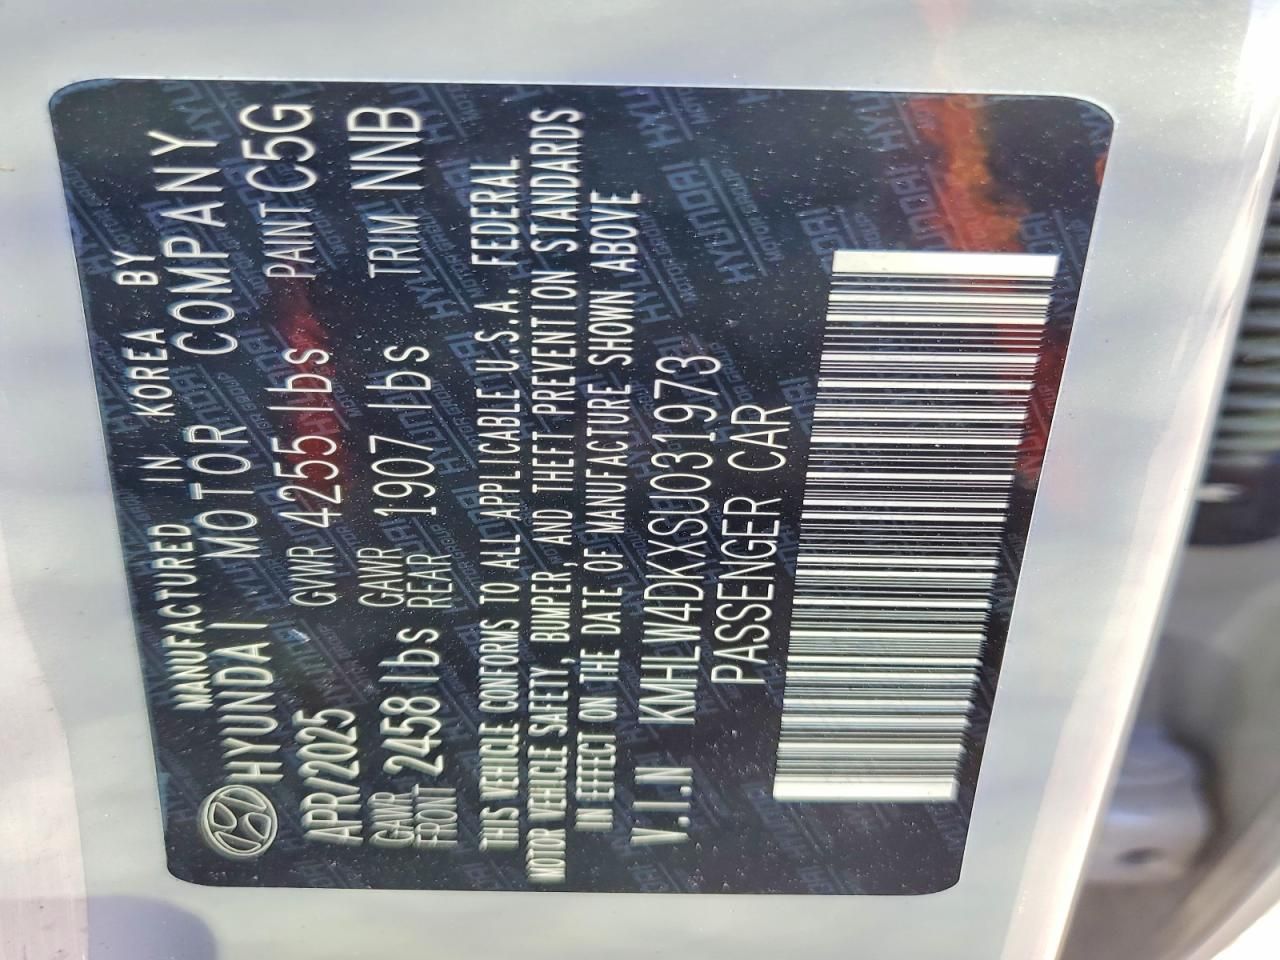 MANUFACTURED IN KOREA BY
HYUNDAI MOTOR COMPANY
APR/2025 GVWR 4255 lbs PAINT C5G
GAWR FRONT 2458 lbs GAWR REAR 1907 lbs TRIM NNB
THIS VEHICLE CONFORMS TO ALL APPLICABLE U.S.A. FEDERAL
MOTOR VEHICLE SAFETY, BUMPER, AND THEFT PREVENTION STANDARDS
IN EFFECT ON THE DATE OF MANUFACTURE SHOWN ABOVE
V.I.N KMHLW4DKXSU031973
PASSENGER CAR